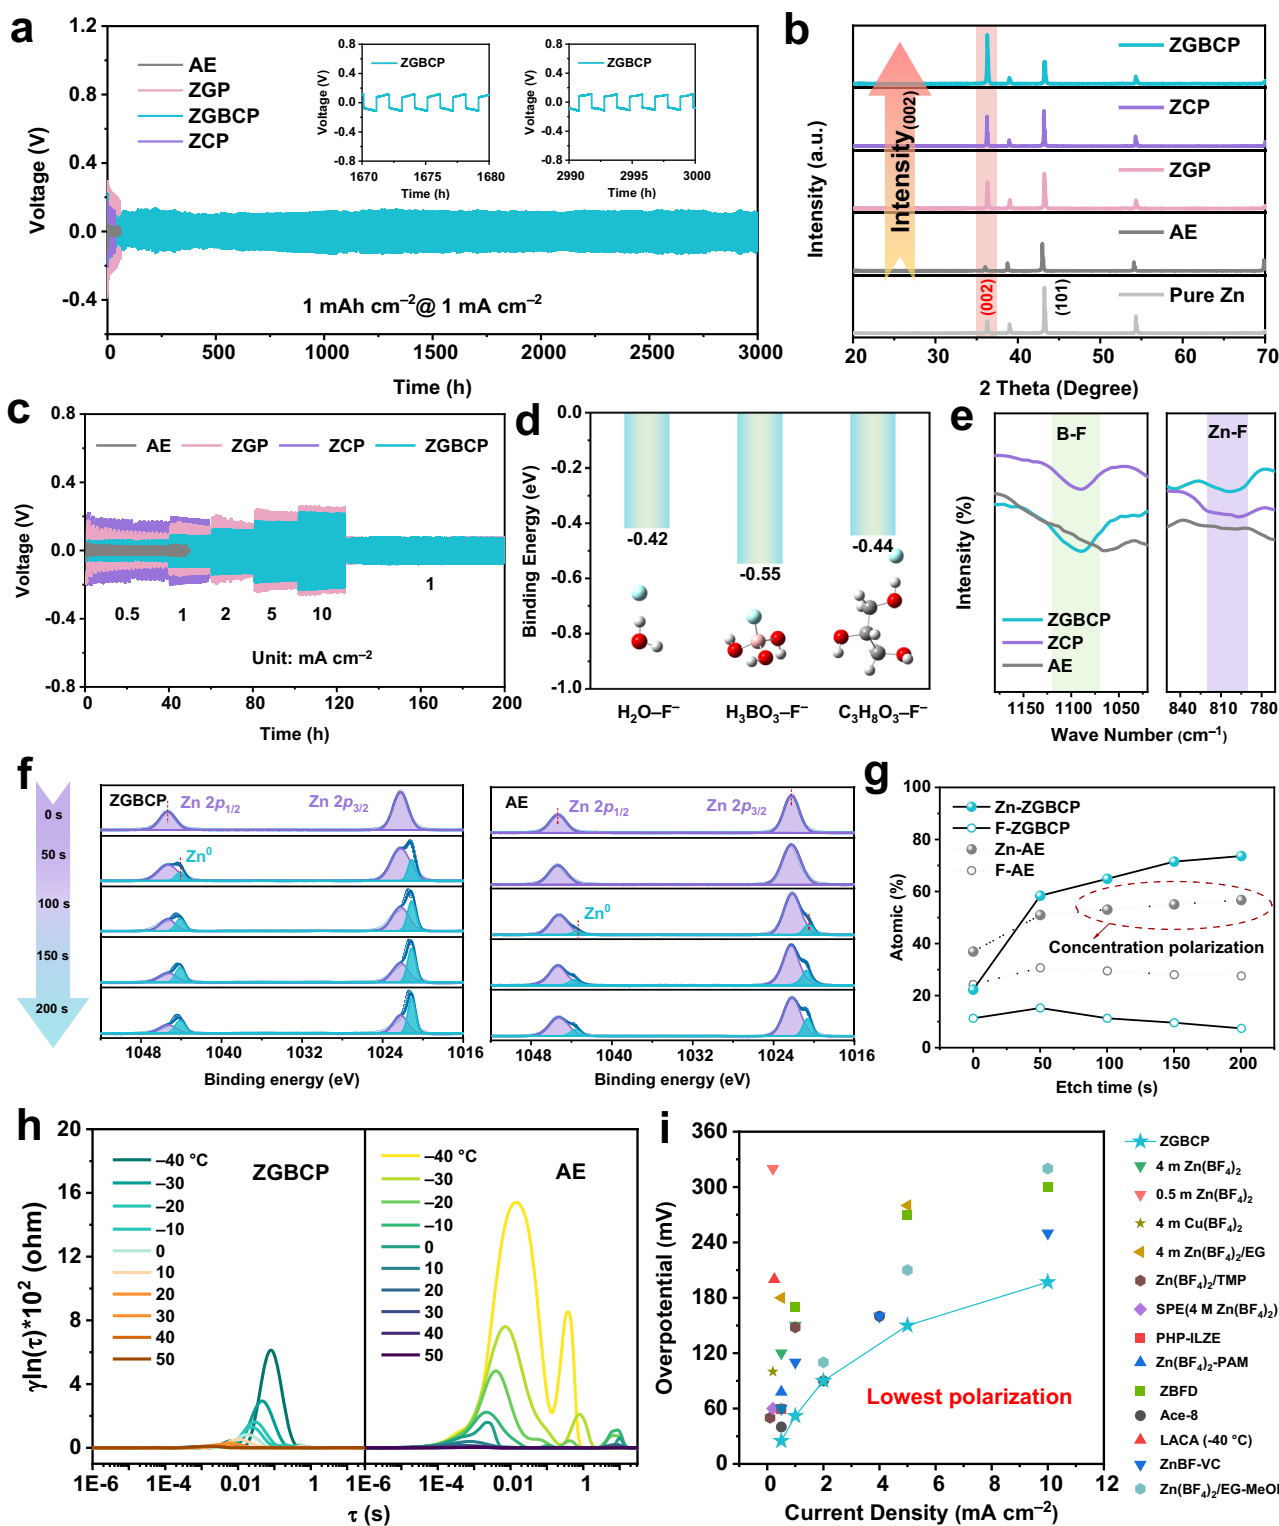 a
1.2
0.8
0.4
0.0
-0.4
Voltage (V)
AE
ZGP
ZGBCP
ZCP
0.8
0.4
0.0
-0.4
-0.8
Voltage (V)
ZGBCP
1670 1675 1680
Time (h)
0.8
0.4
0.0
-0.4
-0.8
Voltage (V)
ZGBCP
2990 2995 3000
Time (h)
1 mAh cm–2@ 1 mA cm–2
0 500 1000 1500 2000 2500 3000
Time (h)
b
Intensity (a.u.)
Intensity(002)
ZGBCP
ZCP
ZGP
AE
Pure Zn
(002)
(101)
20 30 40 50 60 70
2 Theta (Degree)
c
0.8
0.4
0.0
-0.4
-0.8
Voltage (V)
AE ZGP ZCP ZGBCP
0.5 1 2 5 10 1
Unit: mA cm–2
0 40 80 120 160 200
Time (h)
d
0.0
-0.2
-0.4
-0.6
-0.8
-1.0
Binding Energy (eV)
-0.42
-0.55
-0.44
H2O–F– H3BO3–F– C3H8O3–F–
e
Intensity (%)
B-F
Zn-F
ZGBCP
ZCP
AE
1150 1100 1050 840 810 780
Wave Number (cm–1)
f
0 s
50 s
100 s
150 s
200 s
ZGBCP
Zn 2p1/2
Zn 2p3/2
Zn0
1048 1040 1032 1024 1016
Binding energy (eV)
AE
Zn 2p1/2
Zn 2p3/2
Zn0
1048 1040 1032 1024 1016
Binding energy (eV)
g
100
80
60
40
20
0
Atomic (%)
Zn-ZGBCP
F-ZGBCP
Zn-AE
F-AE
Concentration polarization
0 50 100 150 200
Etch time (s)
h
20
16
12
8
4
0
γln(τ)*102 (ohm)
–40 °C
–30
–20
–10
0
10
20
30
40
50
ZGBCP
–40 °C
–30
–20
–10
0
10
20
30
40
50
AE
1E-6 1E-4 0.01 1 1E-6 1E-4 0.01 1
τ (s)
i
360
300
240
180
120
60
0
Overpotential (mV)
Lowest polarization
0 2 4 6 8 10 12
Current Density (mA cm–2)
ZGBCP
4 m Zn(BF4)2
0.5 m Zn(BF4)2
4 m Cu(BF4)2
4 m Zn(BF4)2/EG
Zn(BF4)2/TMP
SPE(4 M Zn(BF4)2)
PHP-ILZE
Zn(BF4)2-PAM
ZBFD
Ace-8
LACA (-40 °C)
ZnBF-VC
Zn(BF4)2/EG-MeOH